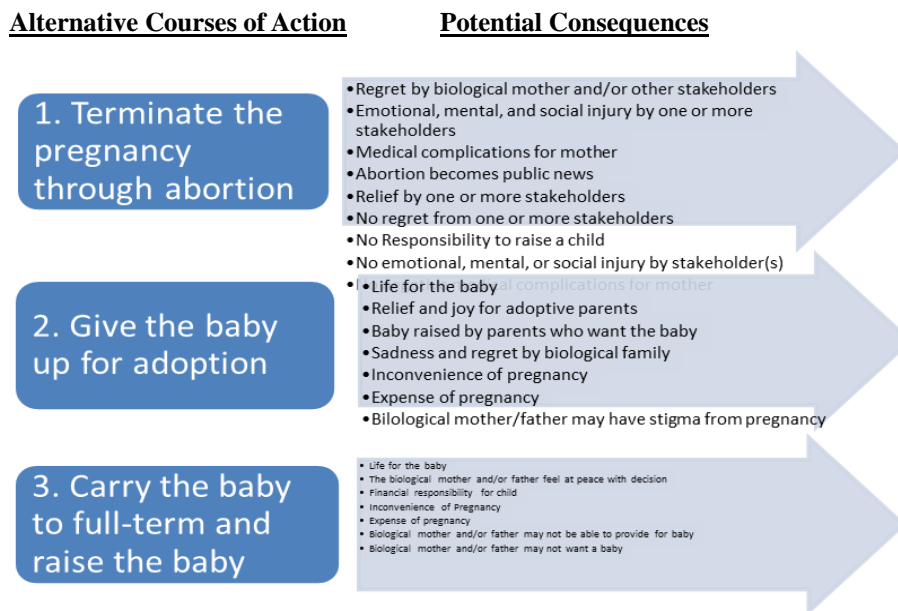 Alternative Courses of Action
Potential Consequences
1. Terminate the
pregnancy
through abortion
•Regret by biological mother and/or other stakeholders
•Emotional, mental, and social injury by one or more
stakeholders
•Medical complications for mother
•Abortion becomes public news
•Relief by one or more stakeholders
•No regret from one or more stakeholders
•No Responsibility to raise a child
•No emotional, mental, or social injury by stakeholder(s)
• complications for mother
2. Give the baby
up for adoption
•Life for the baby
•Relief and joy for adoptive parents
•Baby raised by parents who want the baby
•Sadness and regret by biological family
•Inconvenience of pregnancy
•Expense of pregnancy
•Bilological mother/father may have stigma from pregnancy
3. Carry the baby
to full-term and
raise the baby
• Life for the baby
• The biological mother and/or father feel at peace with decision
• Financial responsibility for child
• Inconvenience of Pregnancy
• Expense of pregnancy
• Biological mother and/or father may not be able to provide for baby
• Biological mother and/or father may not want a baby